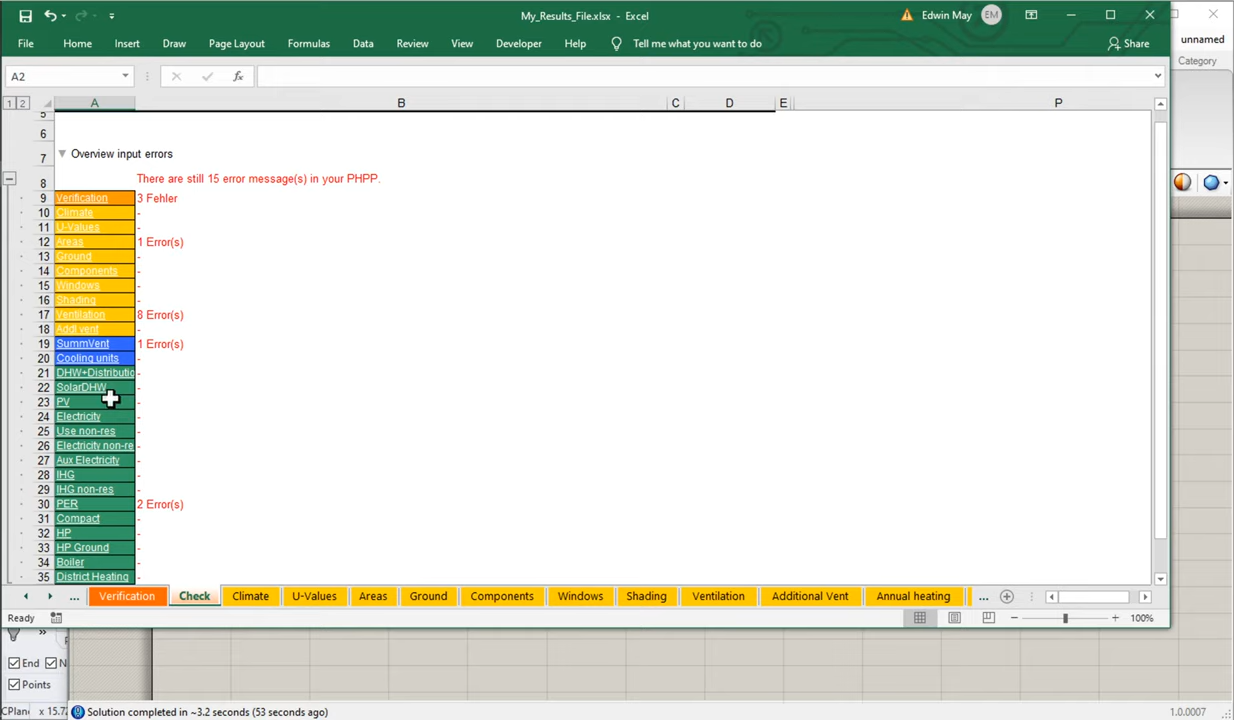 My_Results_File.xlsx - Excel
Edwin May
EM
unnamed
File Home Insert Draw Page Layout Formulas Data Review View Developer Help Tell me what you want to do Share
Category
A2
fx
1 2 A B C D E P
5
6
7 Overview input errors
8 There are still 15 error message(s) in your PHPP.
9 Verification 3 Fehler
10 Climate -
11 U-Values -
12 Areas 1 Error(s)
13 Ground -
14 Components -
15 Windows -
16 Shading -
17 Ventilation 8 Error(s)
18 Addl vent -
19 SummVent 1 Error(s)
20 Cooling units -
21 DHW+Distributio -
22 SolarDHW -
23 PV -
24 Electricity -
25 Use non-res -
26 Electricity non-re -
27 Aux Electricity -
28 IHG -
29 IHG non-res -
30 PER 2 Error(s)
31 Compact -
32 HP -
33 HP Ground -
34 Boiler -
35 District Heating -
... Verification Check Climate U-Values Areas Ground Components Windows Shading Ventilation Additional Vent Annual heating ...
Ready
100%
End N
Points
CPlan x 15.72
Solution completed in ~3.2 seconds (53 seconds ago)
1.0.0007